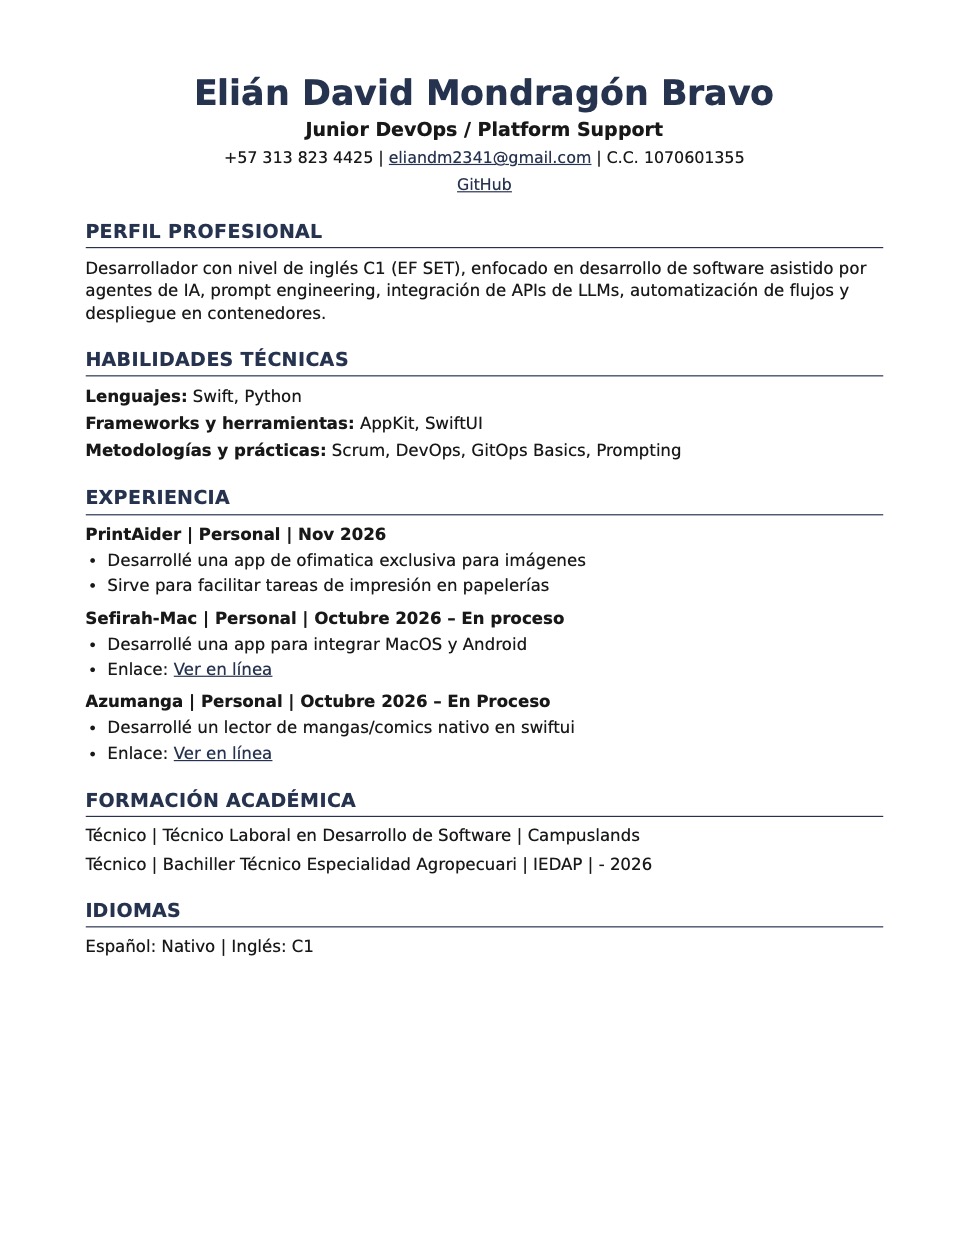 Elián David Mondragón Bravo
Junior DevOps / Platform Support
+57 313 823 4425 | eliandm2341@gmail.com | C.C. 1070601355
GitHub
PERFIL PROFESIONAL
Desarrollador con nivel de inglés C1 (EF SET), enfocado en desarrollo de software asistido por
agentes de IA, prompt engineering, integración de APIs de LLMs, automatización de flujos y
despliegue en contenedores.
HABILIDADES TÉCNICAS
Lenguajes: Swift, Python
Frameworks y herramientas: AppKit, SwiftUI
Metodologías y prácticas: Scrum, DevOps, GitOps Basics, Prompting
EXPERIENCIA
PrintAider | Personal | Nov 2026
• Desarrollé una app de ofimatica exclusiva para imágenes
• Sirve para facilitar tareas de impresión en papelerías
Sefirah-Mac | Personal | Octubre 2026 – En proceso
• Desarrollé una app para integrar MacOS y Android
• Enlace: Ver en línea
Azumanga | Personal | Octubre 2026 – En Proceso
• Desarrollé un lector de mangas/comics nativo en swiftui
• Enlace: Ver en línea
FORMACIÓN ACADÉMICA
Técnico | Técnico Laboral en Desarrollo de Software | Campuslands
Técnico | Bachiller Técnico Especialidad Agropecuari | IEDAP | - 2026
IDIOMAS
Español: Nativo | Inglés: C1